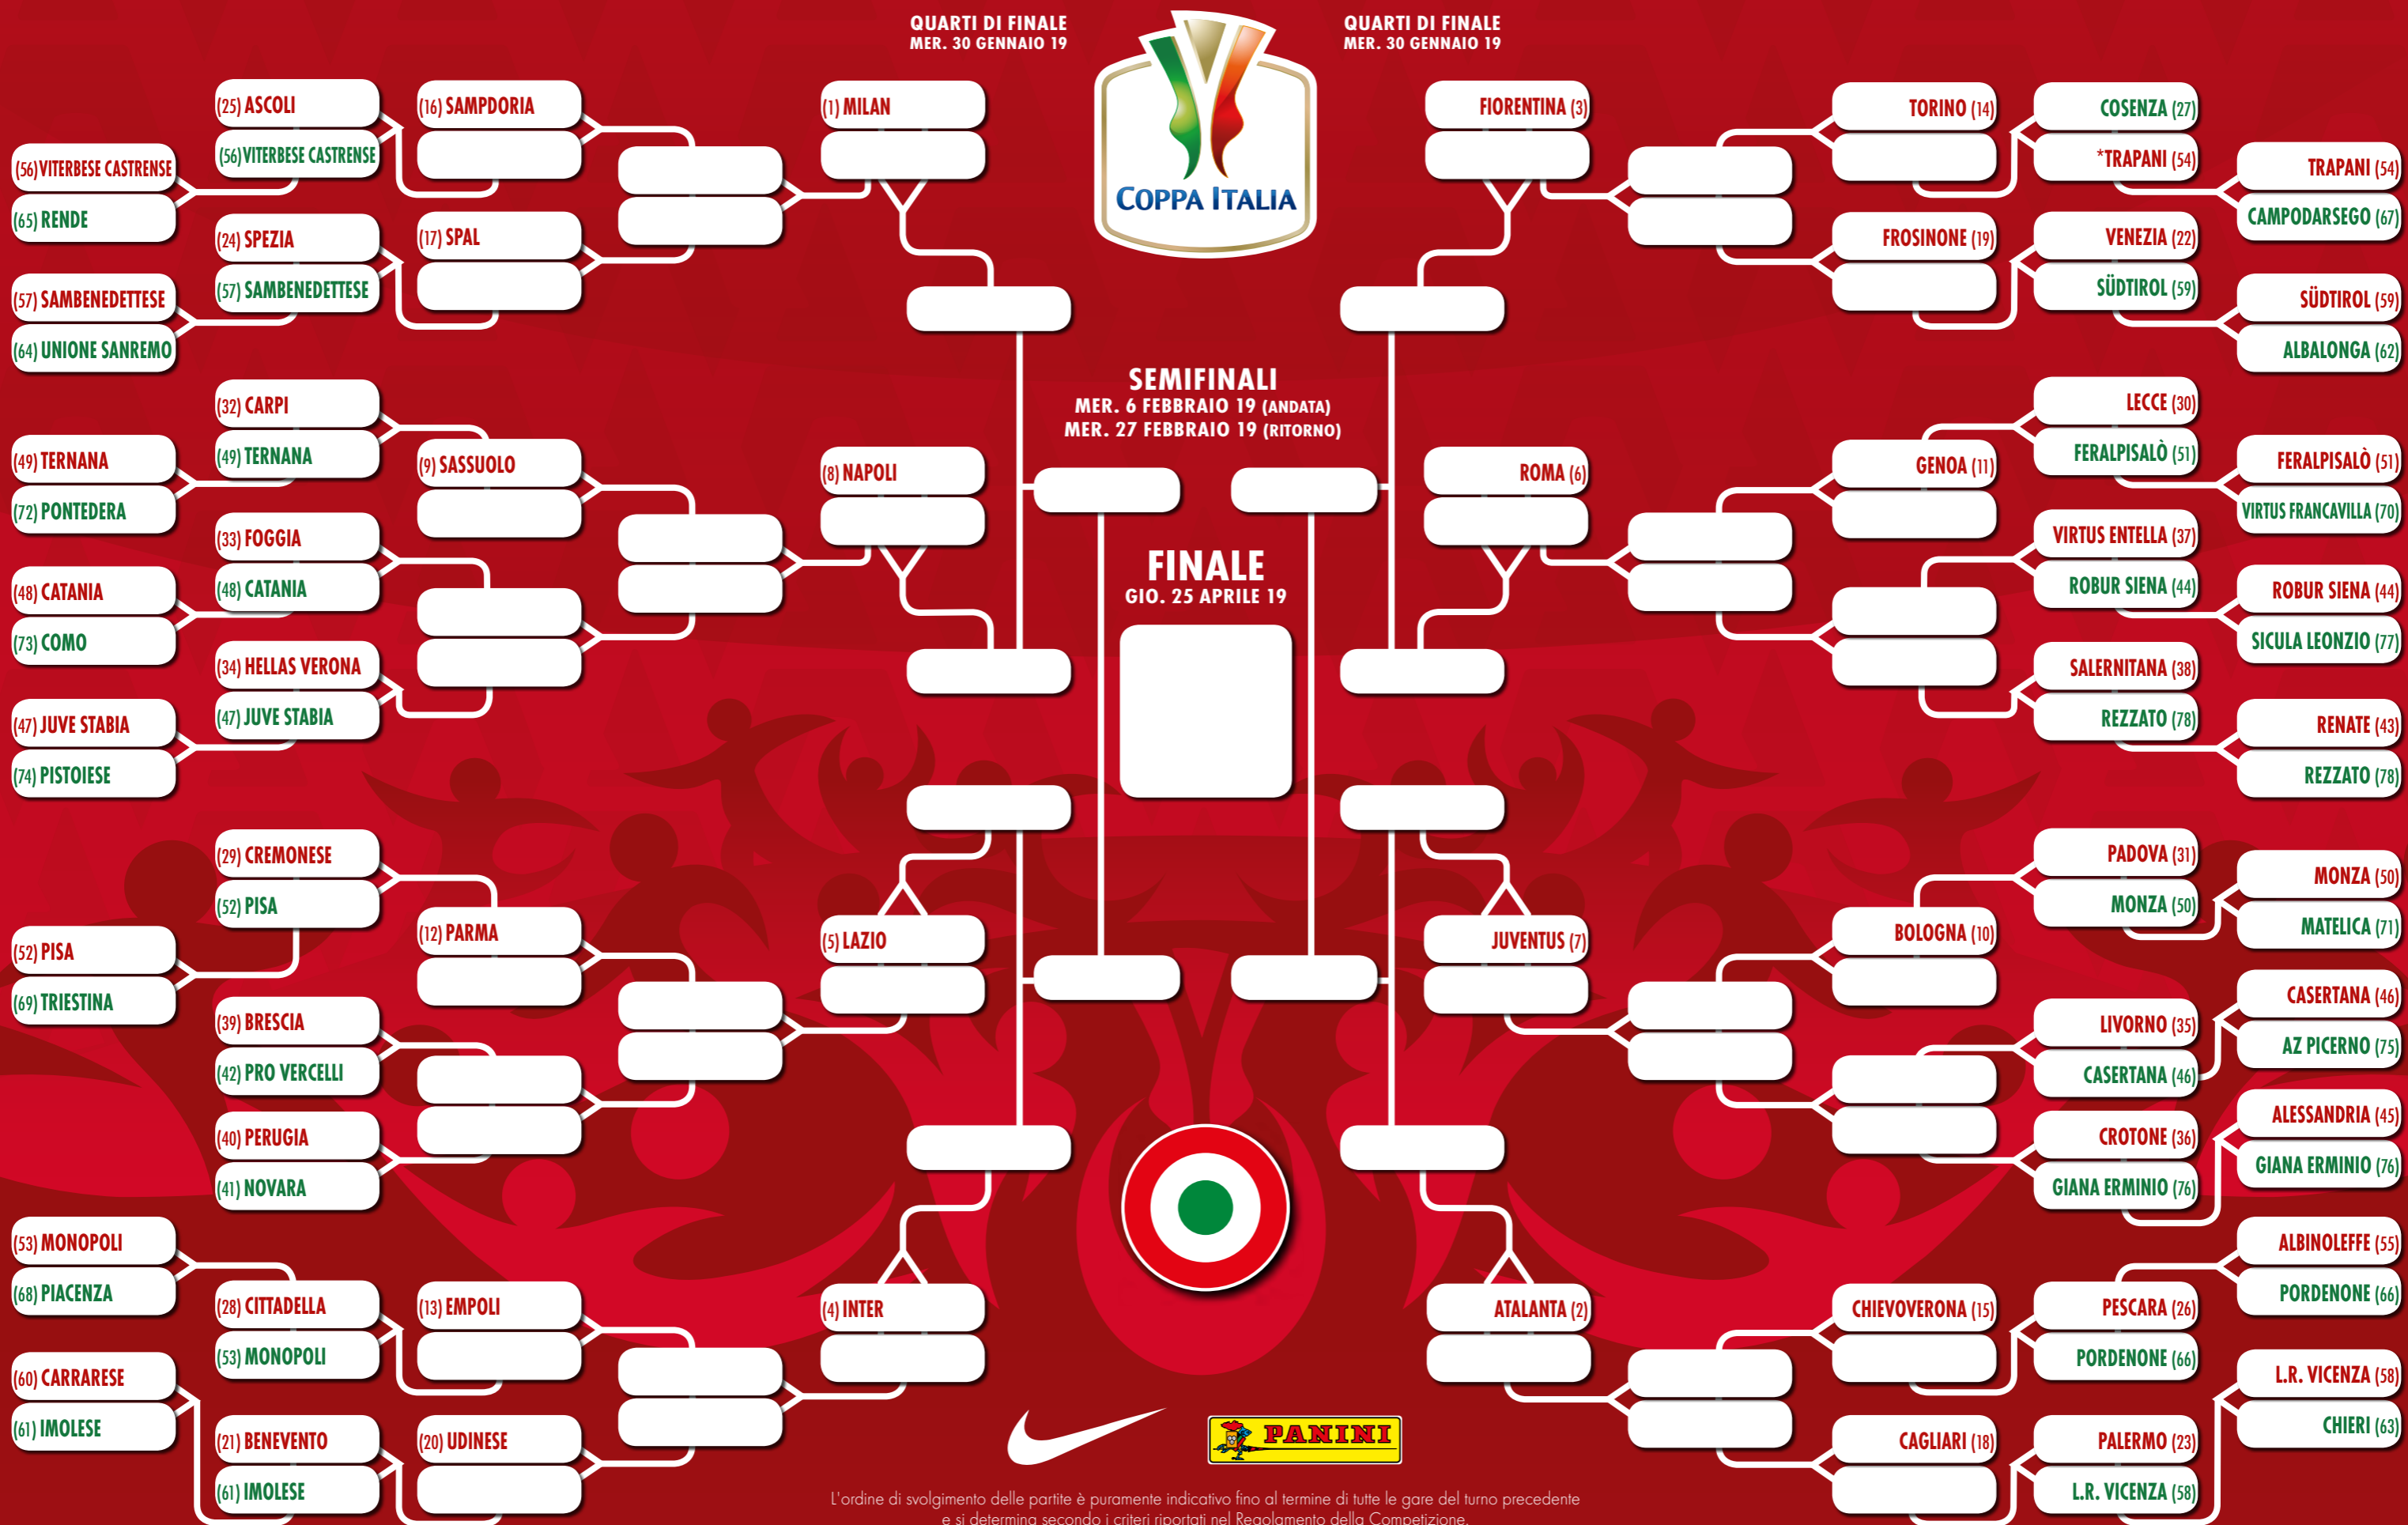 QUARTI DI FINALE
MER. 30 GENNAIO 19
QUARTI DI FINALE
MER. 30 GENNAIO 19
COPPA ITALIA
(56) VITERBESE CASTRENSE
(65) RENDE
(57) SAMBENEDETTESE
(64) UNIONE SANREMO
(49) TERNANA
(72) PONTEDERA
(48) CATANIA
(73) COMO
(47) JUVE STABIA
(74) PISTOIESE
(52) PISA
(69) TRIESTINA
(53) MONOPOLI
(68) PIACENZA
(60) CARRARESE
(61) IMOLESE
(25) ASCOLI
(56) VITERBESE CASTRENSE
(24) SPEZIA
(57) SAMBENEDETTESE
(32) CARPI
(49) TERNANA
(33) FOGGIA
(48) CATANIA
(34) HELLAS VERONA
(47) JUVE STABIA
(29) CREMONESE
(52) PISA
(39) BRESCIA
(42) PRO VERCELLI
(40) PERUGIA
(41) NOVARA
(28) CITTADELLA
(53) MONOPOLI
(21) BENEVENTO
(61) IMOLESE
(16) SAMPDORIA
(17) SPAL
(9) SASSUOLO
(12) PARMA
(13) EMPOLI
(20) UDINESE
(1) MILAN
(8) NAPOLI
(5) LAZIO
(4) INTER
SEMIFINALI
MER. 6 FEBBRAIO 19 (ANDATA)
MER. 27 FEBBRAIO 19 (RITORNO)
FINALE
GIO. 25 APRILE 19
FIORENTINA (3)
ROMA (6)
JUVENTUS (7)
ATALANTA (2)
TORINO (14)
FROSINONE (19)
GENOA (11)
BOLOGNA (10)
CHIEVOVERONA (15)
CAGLIARI (18)
COSENZA (27)
*TRAPANI (54)
VENEZIA (22)
SÜDTIROL (59)
LECCE (30)
FERALPISALÒ (51)
VIRTUS ENTELLA (37)
ROBUR SIENA (44)
SALERNITANA (38)
REZZATO (78)
PADOVA (31)
MONZA (50)
LIVORNO (35)
CASERTANA (46)
CROTONE (36)
GIANA ERMINIO (76)
PESCARA (26)
PORDENONE (66)
PALERMO (23)
L.R. VICENZA (58)
TRAPANI (54)
CAMPODARSEGO (67)
SÜDTIROL (59)
ALBALONGA (62)
FERALPISALÒ (51)
VIRTUS FRANCAVILLA (70)
ROBUR SIENA (44)
SICULA LEONZIO (77)
RENATE (43)
REZZATO (78)
MONZA (50)
MATELICA (71)
CASERTANA (46)
AZ PICERNO (75)
ALESSANDRIA (45)
GIANA ERMINIO (76)
ALBINOLEFFE (55)
PORDENONE (66)
L.R. VICENZA (58)
CHIERI (63)
PANINI
L'ordine di svolgimento delle partite è puramente indicativo fino al termine di tutte le gare del turno precedente
e si determina secondo i criteri riportati nel Regolamento della Competizione.